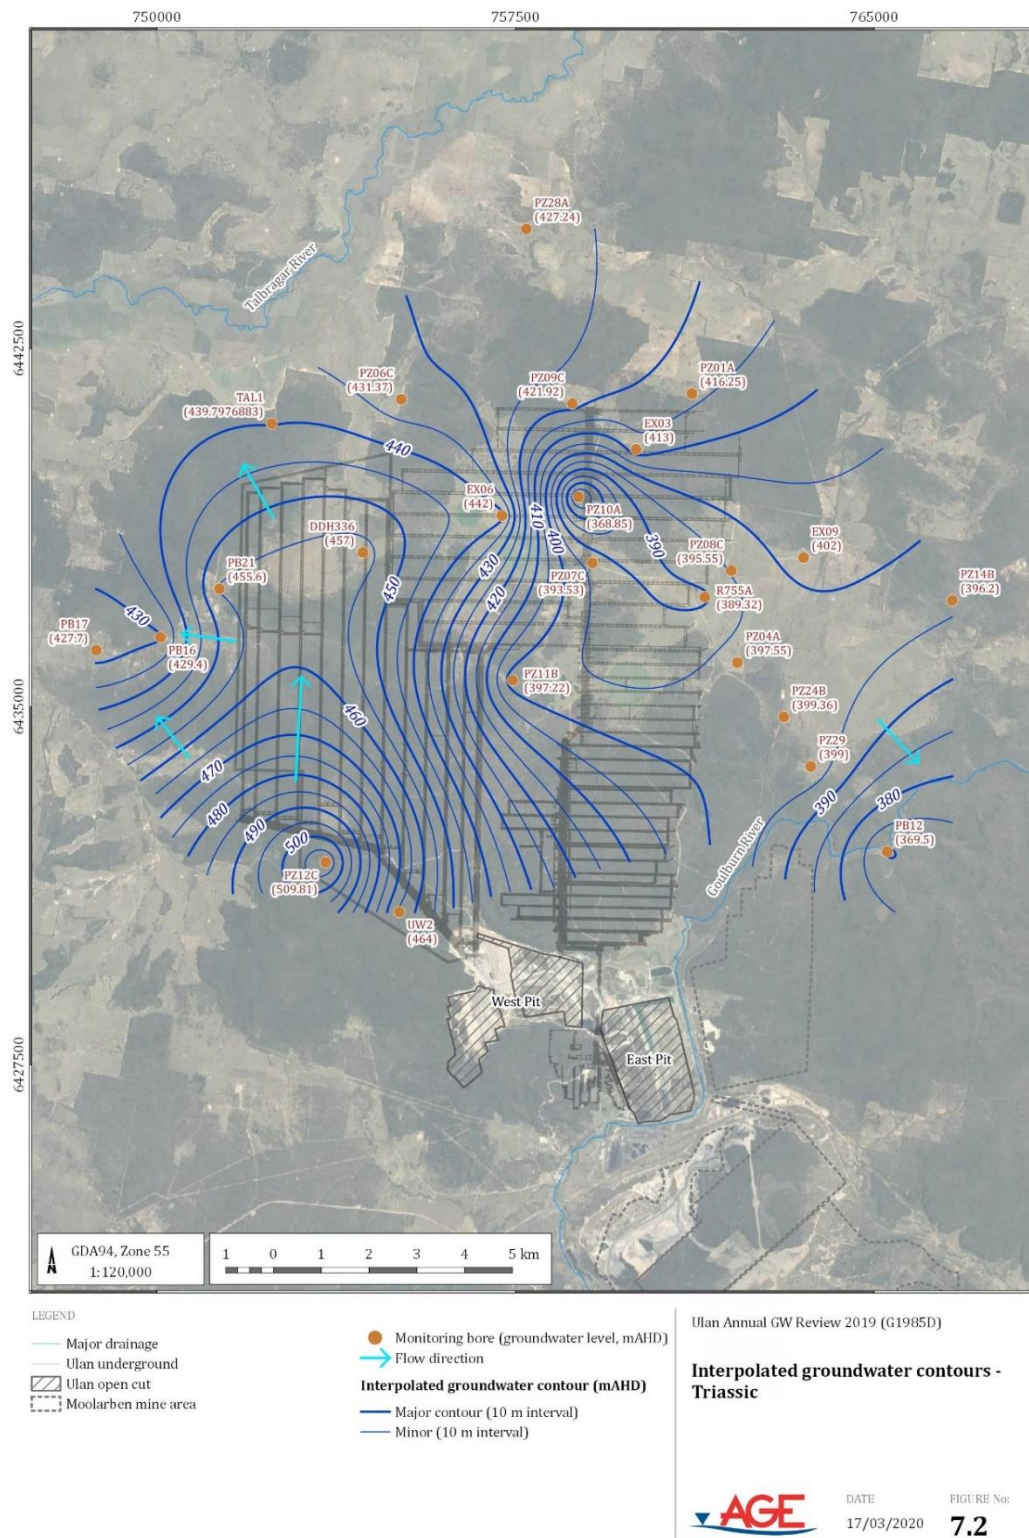 750000
757500
765000
6442500
6435000
6427500
PZ28A
(427.24)
Talbragar River
PZ06C
(431.37)
PZ09C
(421.92)
PZ01A
(416.25)
TAL1
(439.7976883)
EX03
(413)
440
EX06
(442)
PZ10A
(368.85)
410
400
390
DDH336
(457)
PZ08C
(395.55)
EX09
(402)
PB21
(455.6)
430
PZ07C
(393.53)
R755A
(389.32)
PZ14B
(396.2)
450
420
430
PB17
(427.7)
PB16
(429.4)
PZ04A
(397.55)
PZ11B
(397.22)
460
PZ24B
(399.36)
PZ29
(399)
470
390
380
480
490
500
PB12
(369.5)
PZ12C
(509.81)
Goulburn River
UW2
(464)
West Pit
East Pit
GDA94, Zone 55
1:120,000
1 0 1 2 3 4 5 km
LEGEND
Major drainage
Ulan underground
Ulan open cut
Moolarben mine area
Monitoring bore (groundwater level, mAHD)
Flow direction
Interpolated groundwater contour (mAHD)
Major contour (10 m interval)
Minor (10 m interval)
Ulan Annual GW Review 2019 (G1985D)
Interpolated groundwater contours -
Triassic
AGE
DATE
17/03/2020
FIGURE No:
7.2